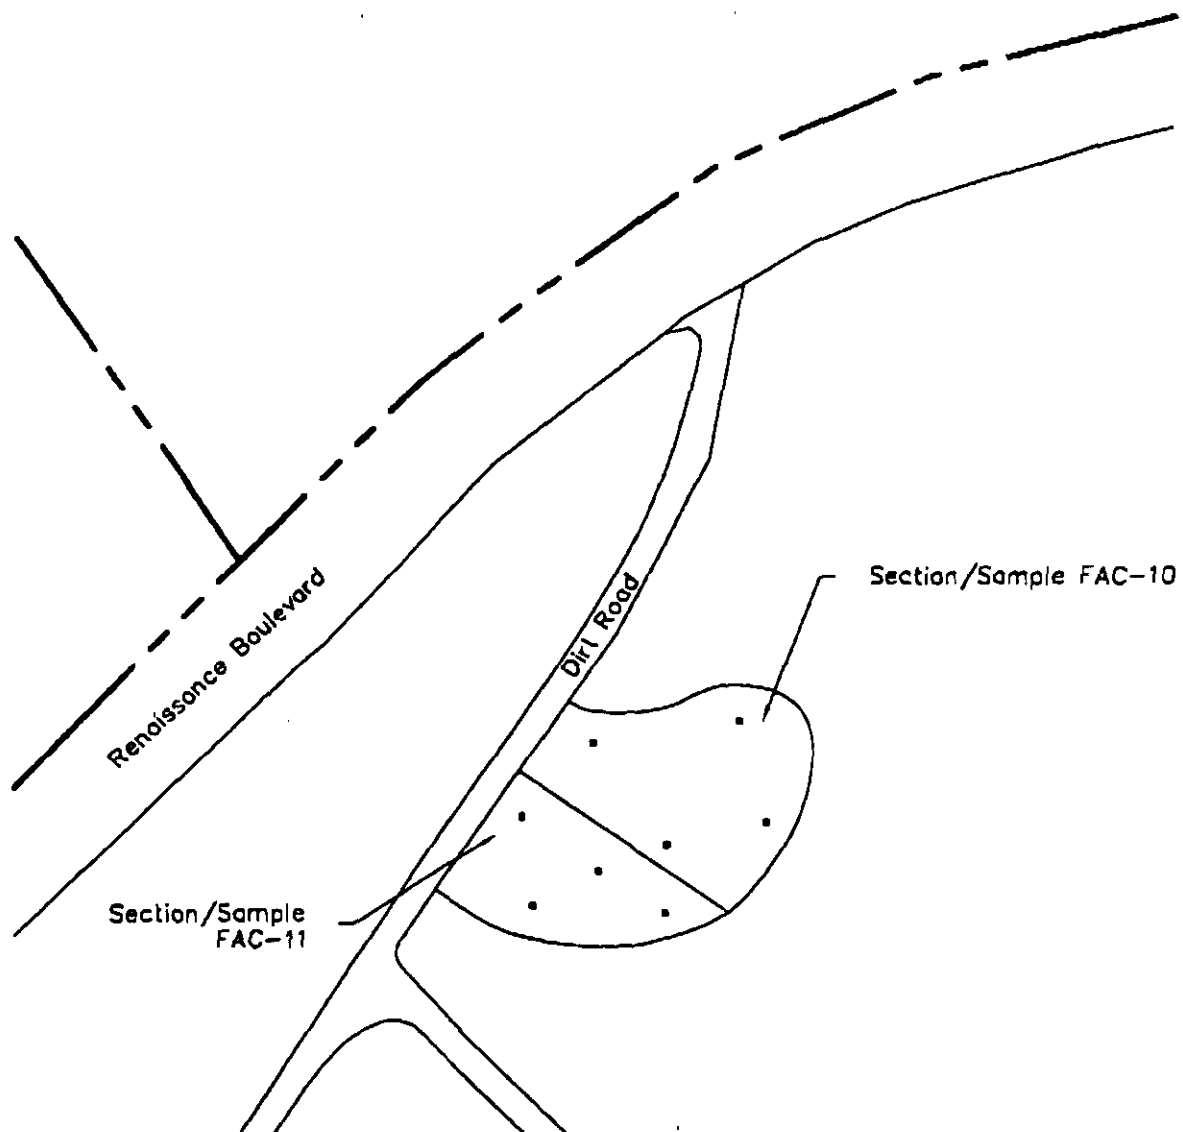 Section/Sample FAC-10
Dirt Road
Renaissance Boulevard
Section/Sample
FAC-11